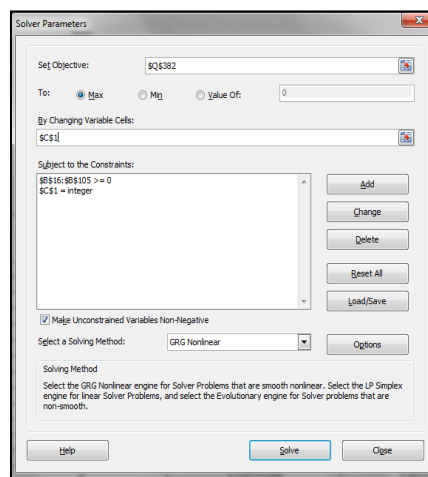 Solver Parameters
x
Set Objective: $Q$382
To: Max Min Value Of: 0
By Changing Variable Cells:
$C$1
Subject to the Constraints:
$B$16:$B$105 >= 0
$C$1 = integer
Add
Change
Delete
Reset All
Load/Save
Make Unconstrained Variables Non-Negative
Select a Solving Method: GRG Nonlinear Options
Solving Method
Select the GRG Nonlinear engine for Solver Problems that are smooth nonlinear. Select the LP Simplex
engine for linear Solver Problems, and select the Evolutionary engine for Solver problems that are
non-smooth.
Help Solve Close